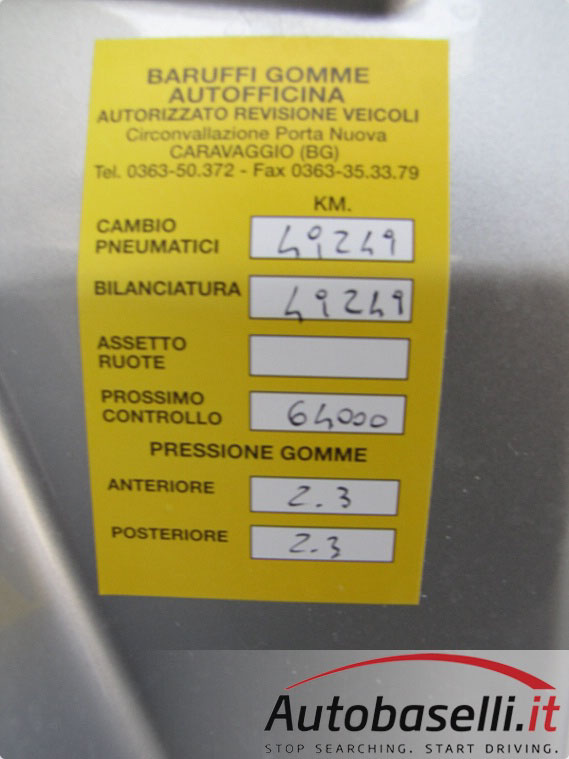 BARUFFI GOMME
AUTOFFICINA
AUTORIZZATO REVISIONE VEICOLI
Circonvallazione Porta Nuova
CARAVAGGIO (BG)
Tel. 0363-50.372 - Fax 0363-35.33.79
KM.
CAMBIO
PNEUMATICI 49249
BILANCIATURA 49249
ASSETTO
RUOTE
PROSSIMO
CONTROLLO 64000
PRESSIONE GOMME
ANTERIORE 2.3
POSTERIORE 2.3
Autobaselli.it
STOP SEARCHING. START DRIVING.